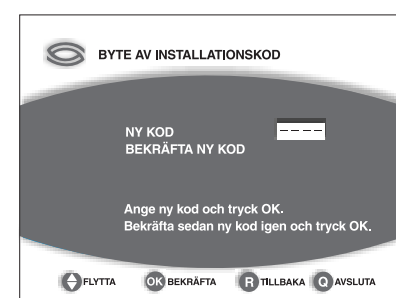 BYTE AV INSTALLATIONSKOD
NY KOD ----
BEKRÄFTA NY KOD
Ange ny kod och tryck OK.
Bekräfta sedan ny kod igen och tryck OK.
FLYTTA OK BEKRÄFTA R TILLBAKA Q AVSLUTA